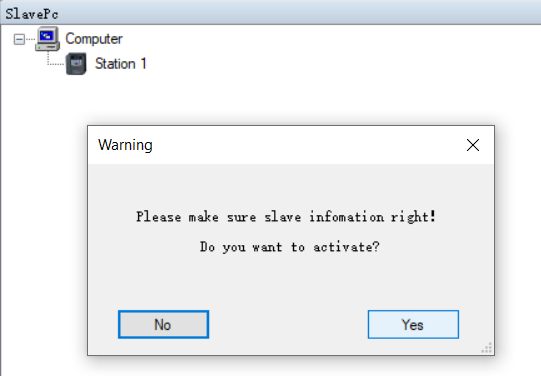 SlavePc
Computer
Station 1
Warning
Please make sure slave infomation right!
Do you want to activate?
No
Yes